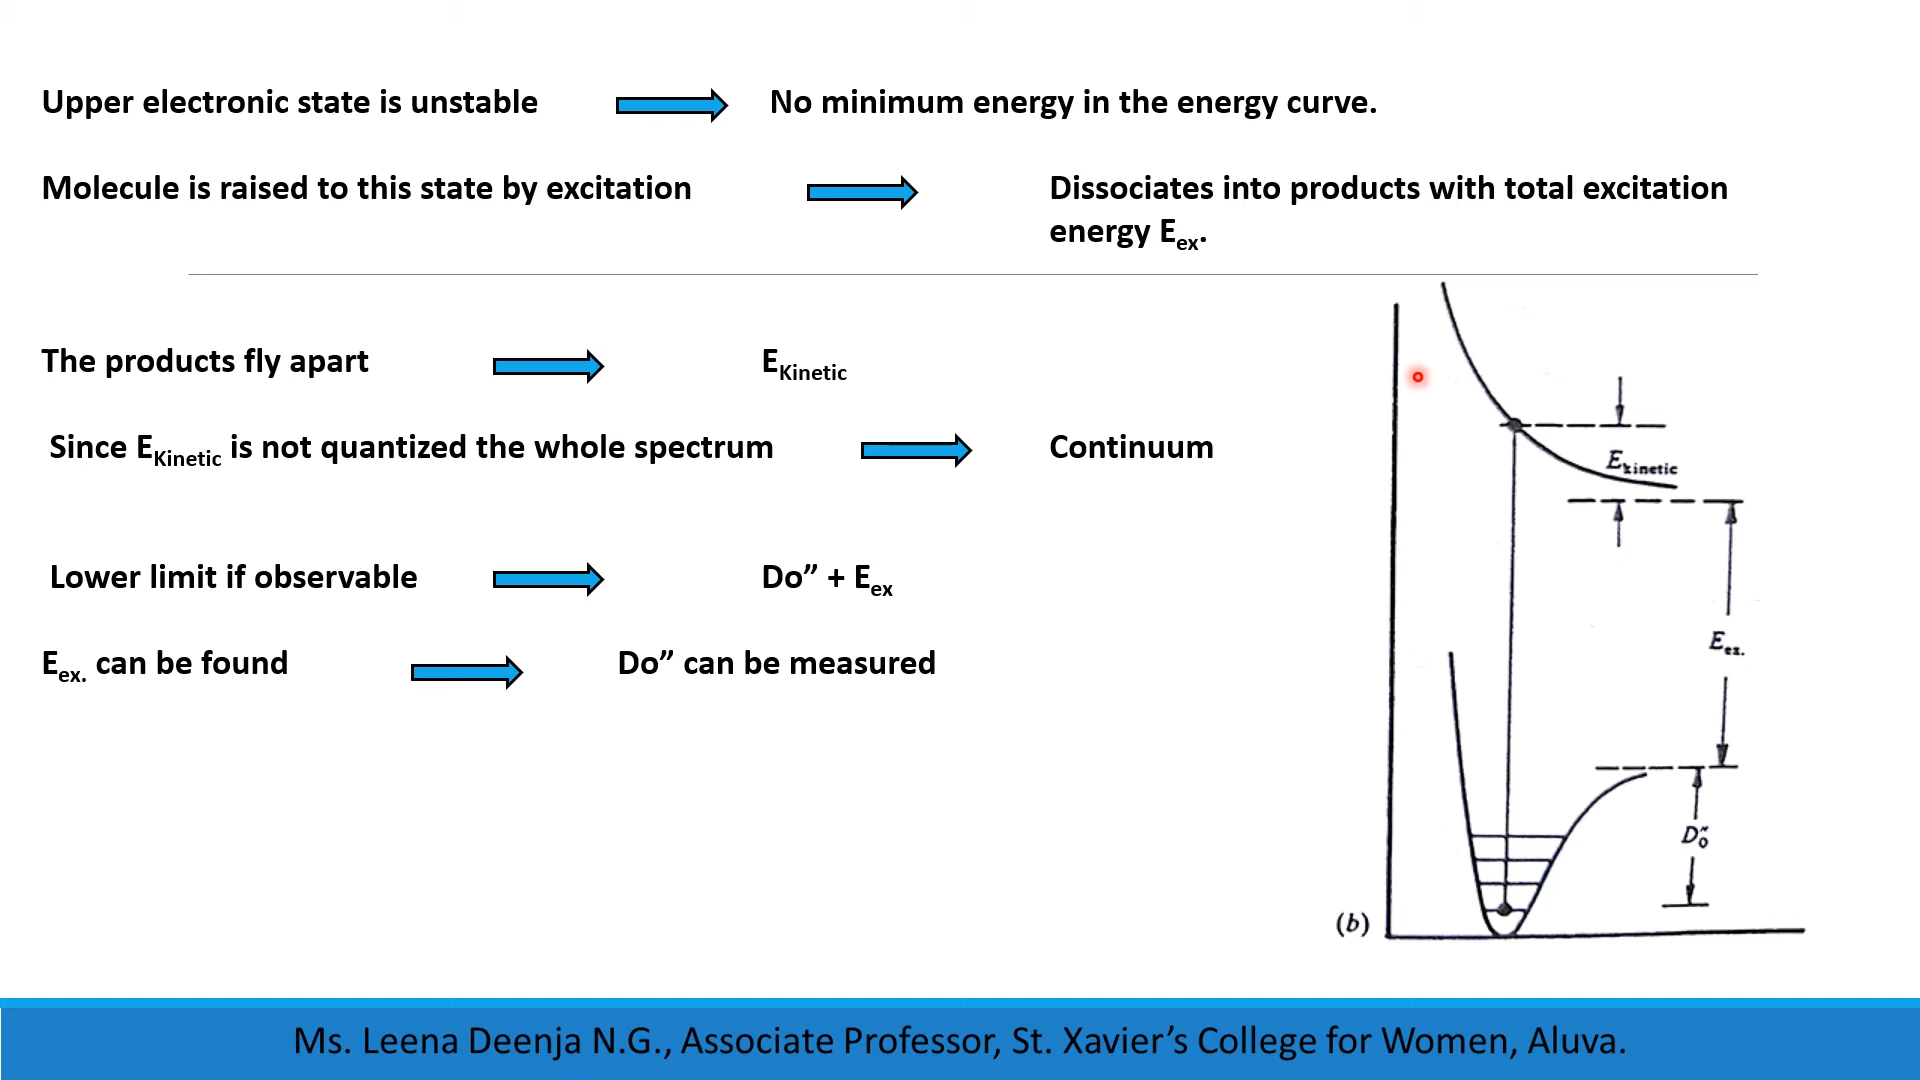 Upper electronic state is unstable No minimum energy in the energy curve.
Molecule is raised to this state by excitation Dissociates into products with total excitation
energy Eex.
The products fly apart EKinetic
Since EKinetic is not quantized the whole spectrum Continuum
Ekinetic
Lower limit if observable Do” + Eex
Eex. can be found Do” can be measured
Eex.
D0″
(b)
Ms. Leena Deenja N.G., Associate Professor, St. Xavier’s College for Women, Aluva.